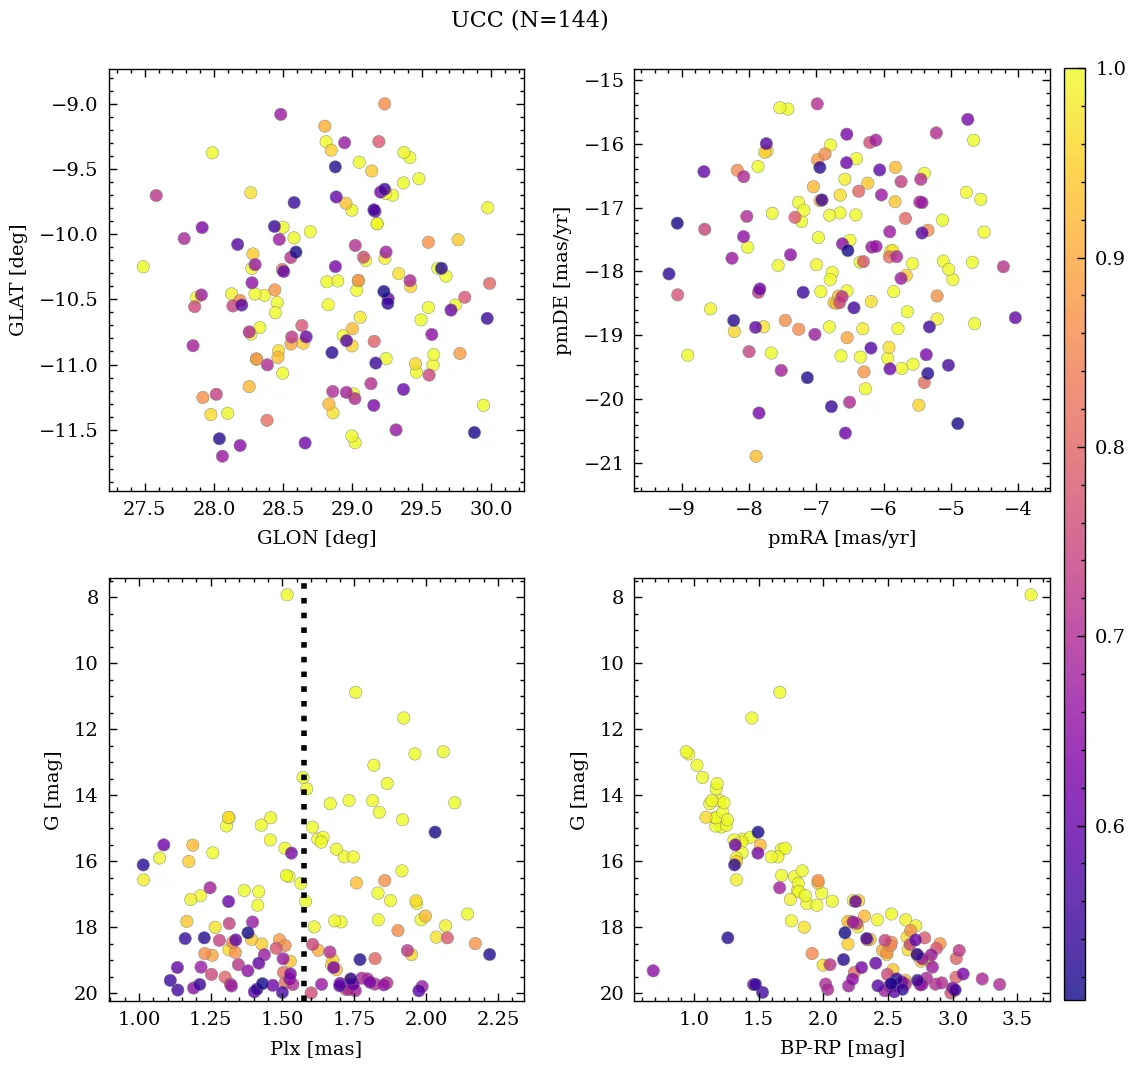 UCC (N=144)
−9.0
−9.5
−10.0
−10.5
−11.0
−11.5
GLAT [deg]
27.5 28.0 28.5 29.0 29.5 30.0
GLON [deg]
−15
−16
−17
−18
−19
−20
−21
pmDE [mas/yr]
−9 −8 −7 −6 −5 −4
pmRA [mas/yr]
8
10
12
14
16
18
20
G [mag]
1.00 1.25 1.50 1.75 2.00 2.25
Plx [mas]
8
10
12
14
16
18
20
G [mag]
1.0 1.5 2.0 2.5 3.0 3.5
BP-RP [mag]
1.0
0.9
0.8
0.7
0.6